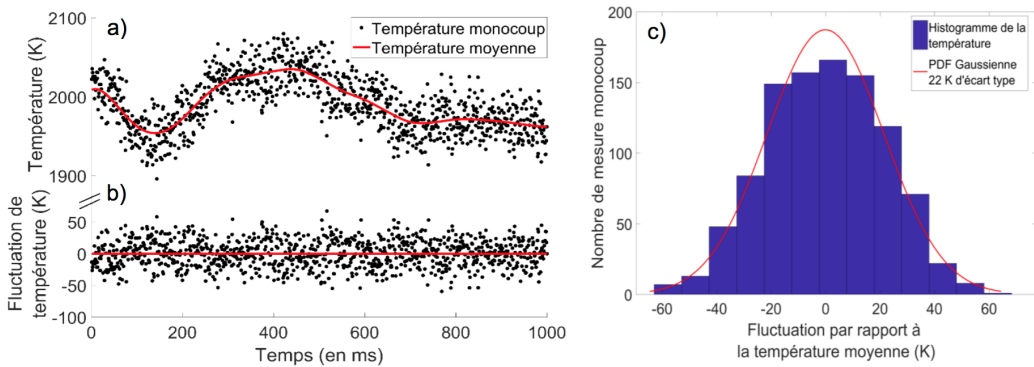 a)
2100
2000
1900
Température (K)
Température monocoup
Température moyenne
b)
50
0
-50
-100
Fluctuation de
température (K)
0
200
400
600
800
1000
Temps (en ms)
c)
200
150
100
50
0
Nombre de mesure monocoup
Histogramme de la
température
PDF Gaussienne
22 K d'écart type
-60
-40
-20
0
20
40
60
Fluctuation par rapport à
la température moyenne (K)